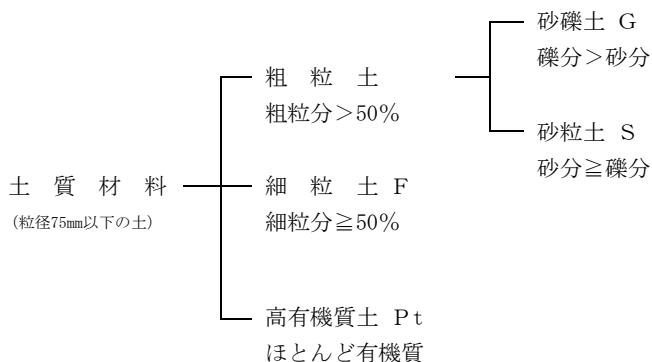 土 質 材 料
(粒径75㎜以下の土)
粗 粒 土
粗粒分＞50％
砂礫土 G
礫分＞砂分
砂粒土 S
砂分≧礫分
細 粒 土 F
細粒分≧50％
高有機質土 Pt
ほとんど有機質